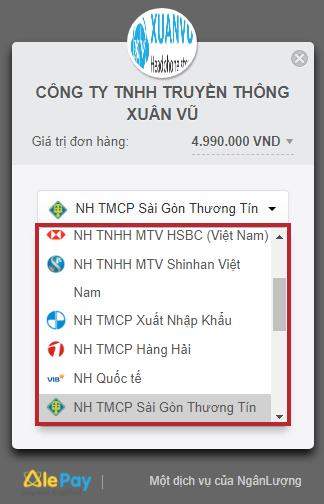 XUANVU
Headphone
CÔNG TY TNHH TRUYỀN THÔNG
XUÂN VŨ
Giá trị đơn hàng: 4.990.000 VND
NH TMCP Sài Gòn Thương Tín
NH TNHH MTV HSBC (Việt Nam)
NH TNHH MTV Shinhan Việt
Nam
NH TMCP Xuất Nhập Khẩu
NH TMCP Hàng Hải
VIB NH Quốc tế
NH TMCP Sài Gòn Thương Tín
AlePay Một dịch vụ của NgânLượng